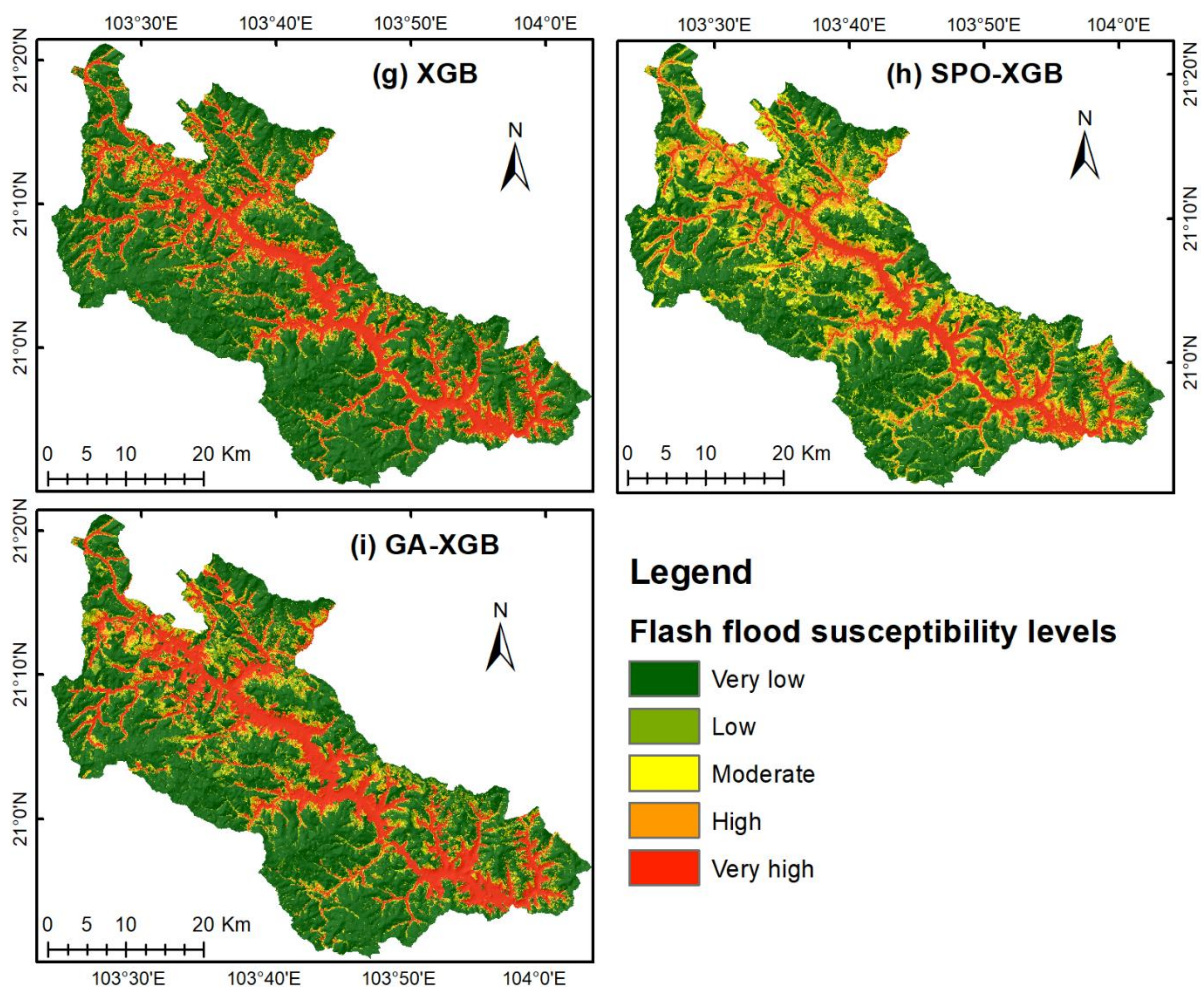 103°30'E 103°40'E 103°50'E 104°0'E
21°20'N
21°10'N
21°0'N
(g) XGB
N
0 5 10 20 Km
103°30'E 103°40'E 103°50'E 104°0'E
21°20'N
21°10'N
21°0'N
(h) SPO-XGB
N
0 5 10 20 Km
21°20'N
21°10'N
21°0'N
(i) GA-XGB
N
0 5 10 20 Km
103°30'E 103°40'E 103°50'E 104°0'E
Legend
Flash flood susceptibility levels
Very low
Low
Moderate
High
Very high